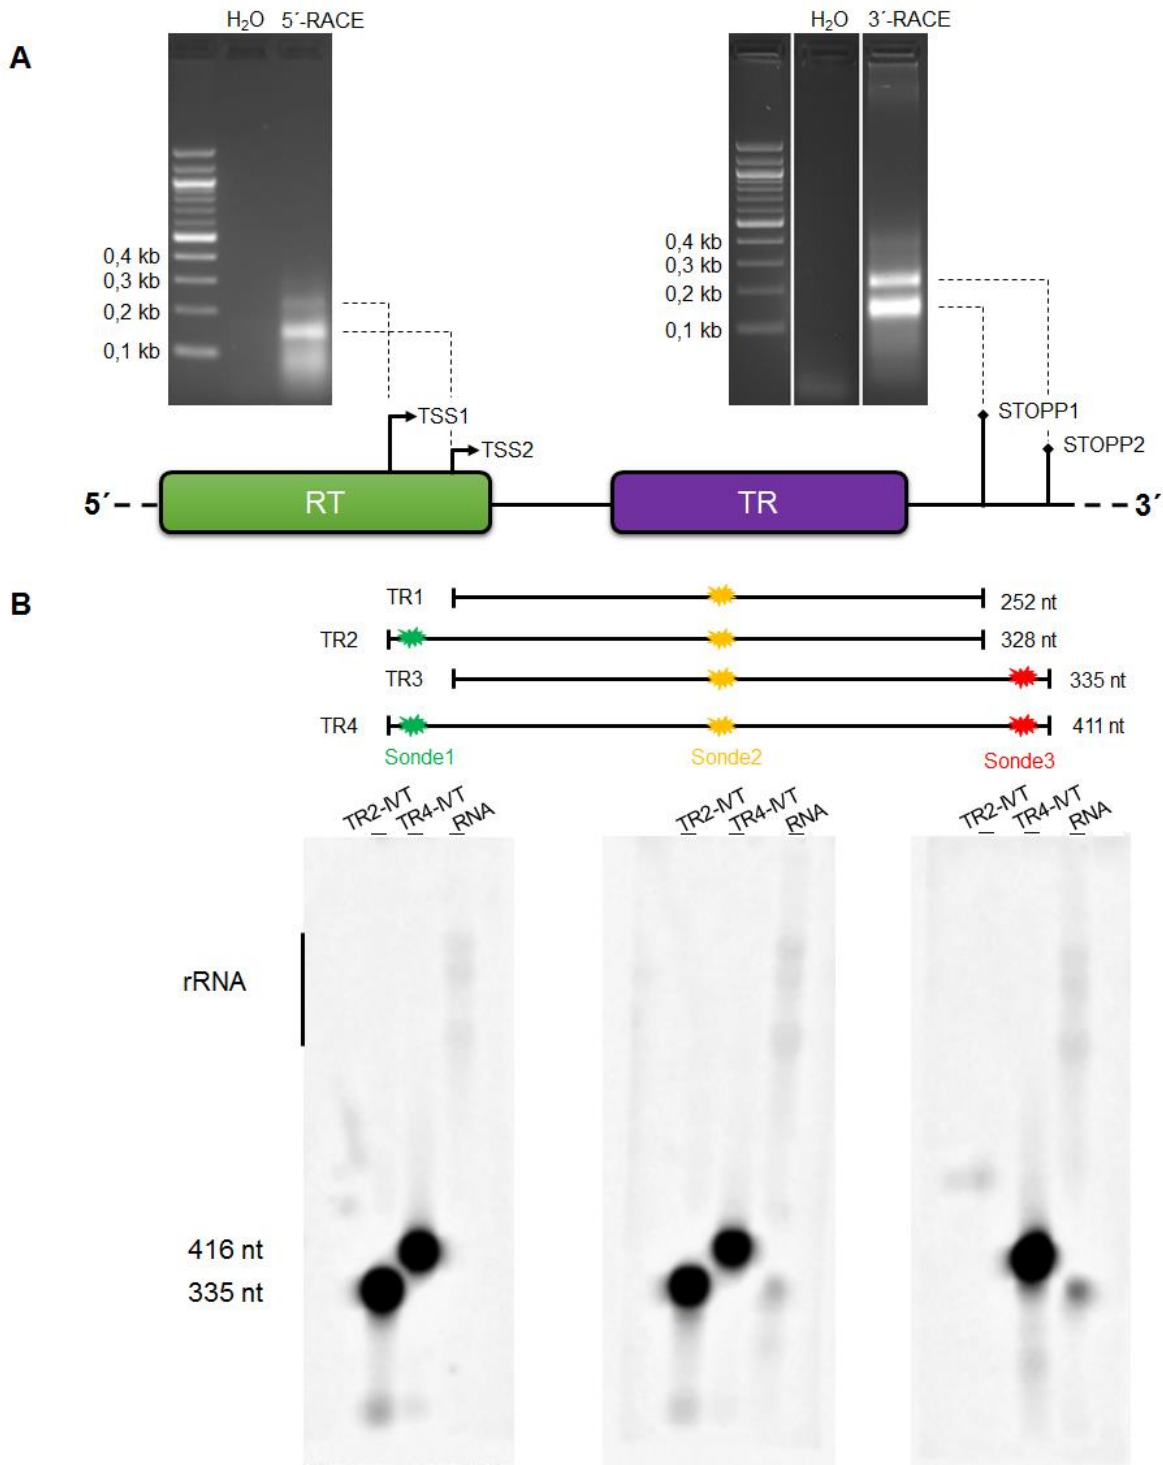 A
H₂O 5´-RACE
H₂O 3´-RACE
0,4 kb
0,3 kb
0,2 kb
0,1 kb
0,4 kb
0,3 kb
0,2 kb
0,1 kb
TSS1
TSS2
STOPP1
STOPP2
5´ RT TR 3´
B
TR1 252 nt
TR2 328 nt
TR3 335 nt
TR4 411 nt
Sonde1 Sonde2 Sonde3
TR2-IVT TR4-IVT RNA
TR2-IVT TR4-IVT RNA
TR2-IVT TR4-IVT RNA
rRNA
416 nt
335 nt